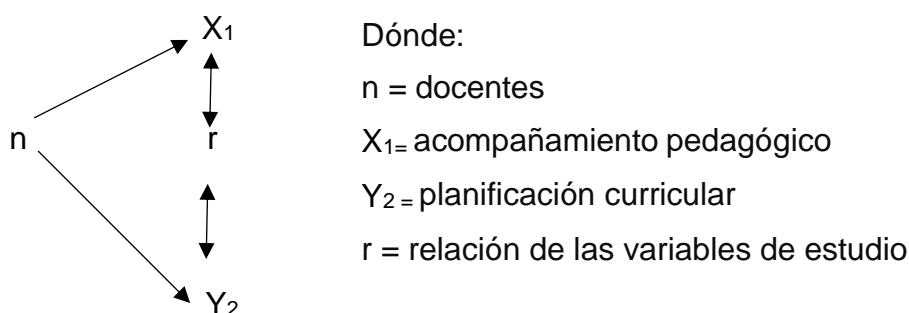 X₁
Dónde:
n = docentes
n
r
X₁= acompañamiento pedagógico
Y₂ = planificación curricular
r = relación de las variables de estudio
Y₂